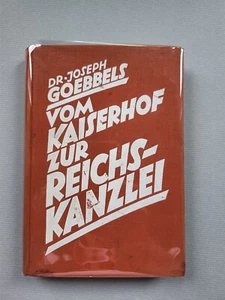 DR. JOSEPH
GOEBBELS
VOM
KAISERHOF
ZUR
REICHS-
KANZLEI